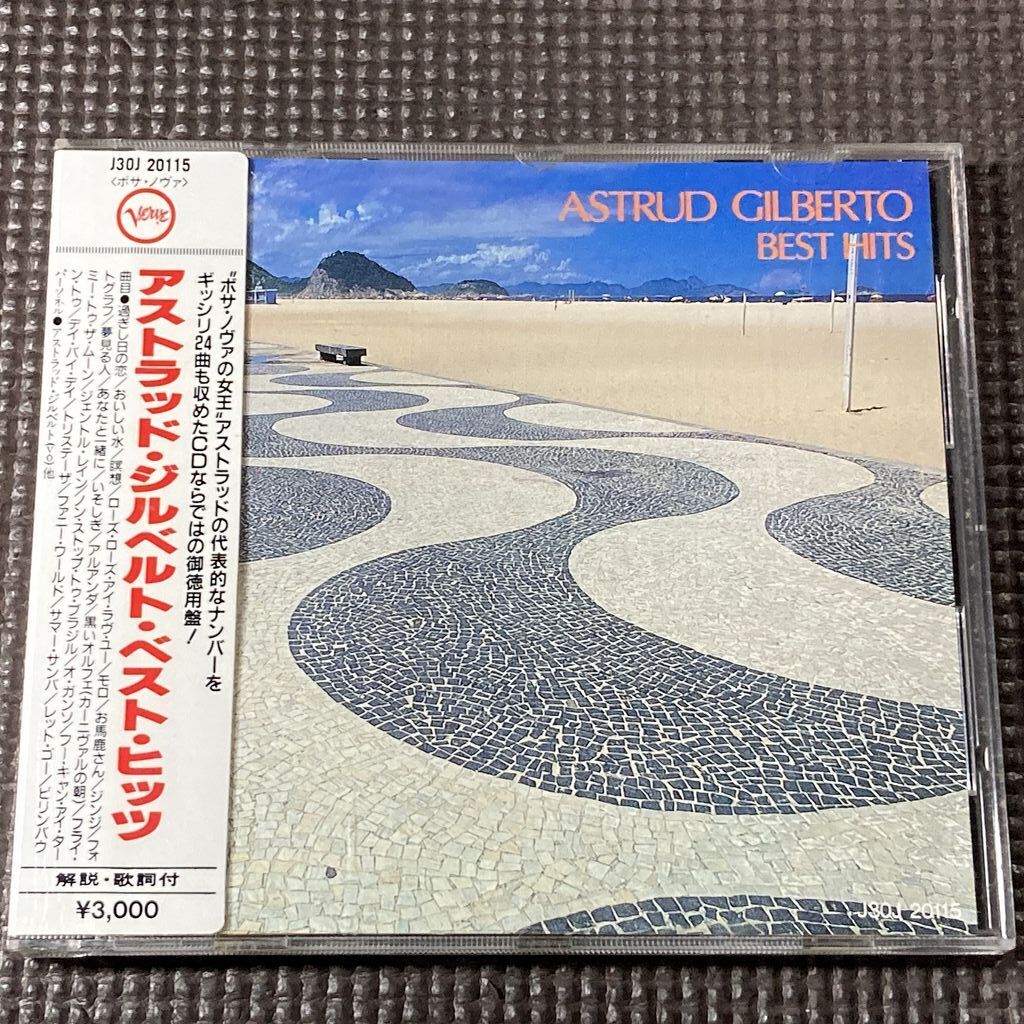 J30J 20115
〈ボサ・ノヴァ〉
Verve
"ボサ・ノヴァの女王"アストラッドの代表的なナンバーを
ギッシリ24曲も収めたCDならではの御徳用盤!
アストラッド・ジルベルト・ベスト・ヒッツ
曲目●過ぎし日の恋/おいしい水/瞑想/ローズ・ローズ・アイ・ラヴ・ユー/モロ/お馬鹿さん/ジンジ/フォ
トグラフ/夢見る人/あなたと一緒に/いそしぎ/アルアンダ/黒いオルフェ(カーニヴァルの朝)/フライ・
ミー・トゥ・ザ・ムーン/ジェントル・レイン/ノン・ストップ・トゥ・ブラジル/オ・ガンソ/フー・キャン・アイ・ター
ン・トゥ/デイ・バイ・デイ/トリステーザ/ファニー・ワールド/サマー・サンバ/レット・ゴー/ビリンバウ
パーソネル●アストラッド・ジルベルト(vo)他
解説・歌詞付
¥3,000
ASTRUD GILBERTO
BEST HITS
J30J 20115